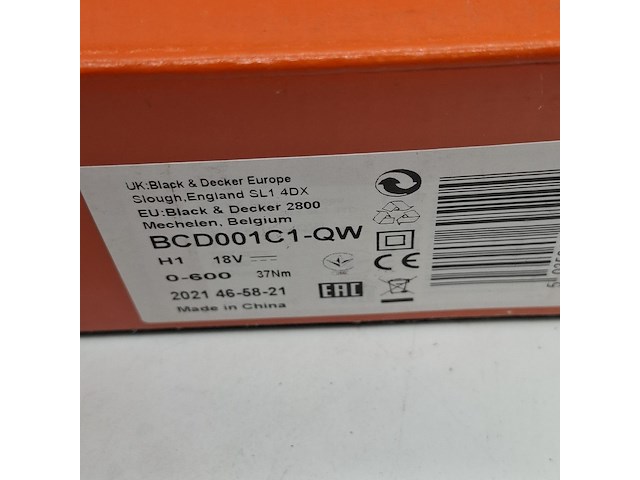 UK:Black & Decker Europe
Slough,England SL1 4DX
EU:Black & Decker 2800
Mechelen, Belgium
BCD001C1-QW
H1 18V
0-600 37Nm
2021 46-58-21
Made in China
CE
EAC